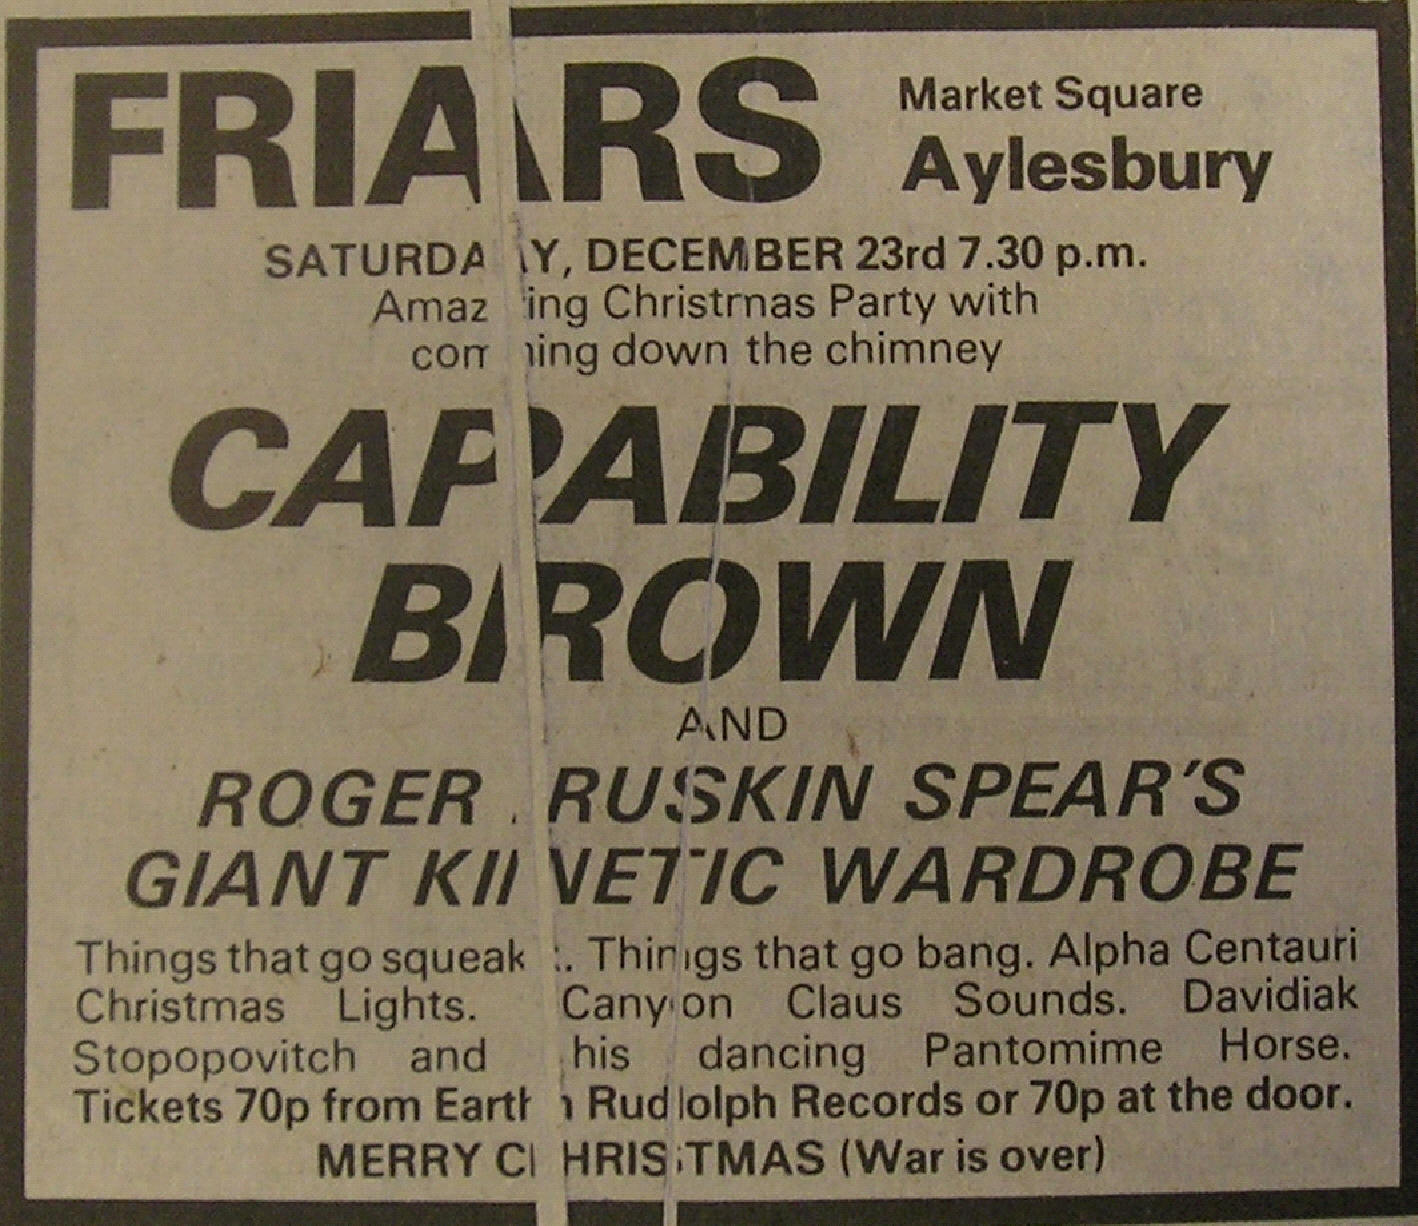 FRIARS Market Square
Aylesbury
SATURDAY, DECEMBER 23rd 7.30 p.m.
Amazing Christmas Party with
coming down the chimney
CAPABILITY
BROWN
AND
ROGER RUSKIN SPEAR'S
GIANT KINETIC WARDROBE
Things that go squeak. Things that go bang. Alpha Centauri
Christmas Lights. Canyon Claus Sounds. Davidiak
Stopopovitch and his dancing Pantomime Horse.
Tickets 70p from Earth Rudolph Records or 70p at the door.
MERRY CHRISTMAS (War is over)